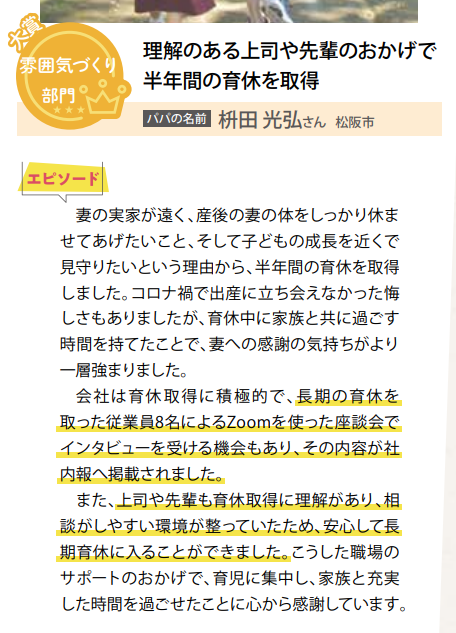 大賞
雰囲気づくり
部門
理解のある上司や先輩のおかげで
半年間の育休を取得
パパの名前 枡田 光弘さん 松阪市
エピソード
妻の実家が遠く、産後の妻の体をしっかり休ま
せてあげたいこと、そして子どもの成長を近くで
見守りたいという理由から、半年間の育休を取得
しました。コロナ禍で出産に立ち会えなかった悔
しさもありましたが、育休中に家族と共に過ごす
時間を持てたことで、妻への感謝の気持ちがより
一層強まりました。
会社は育休取得に積極的で、長期の育休を
取った従業員8名によるZoomを使った座談会で
インタビューを受ける機会もあり、その内容が社
内報へ掲載されました。
また、上司や先輩も育休取得に理解があり、相
談がしやすい環境が整っていたため、安心して長
期育休に入ることができました。こうした職場の
サポートのおかげで、育児に集中し、家族と充実
した時間を過ごせたことに心から感謝しています。